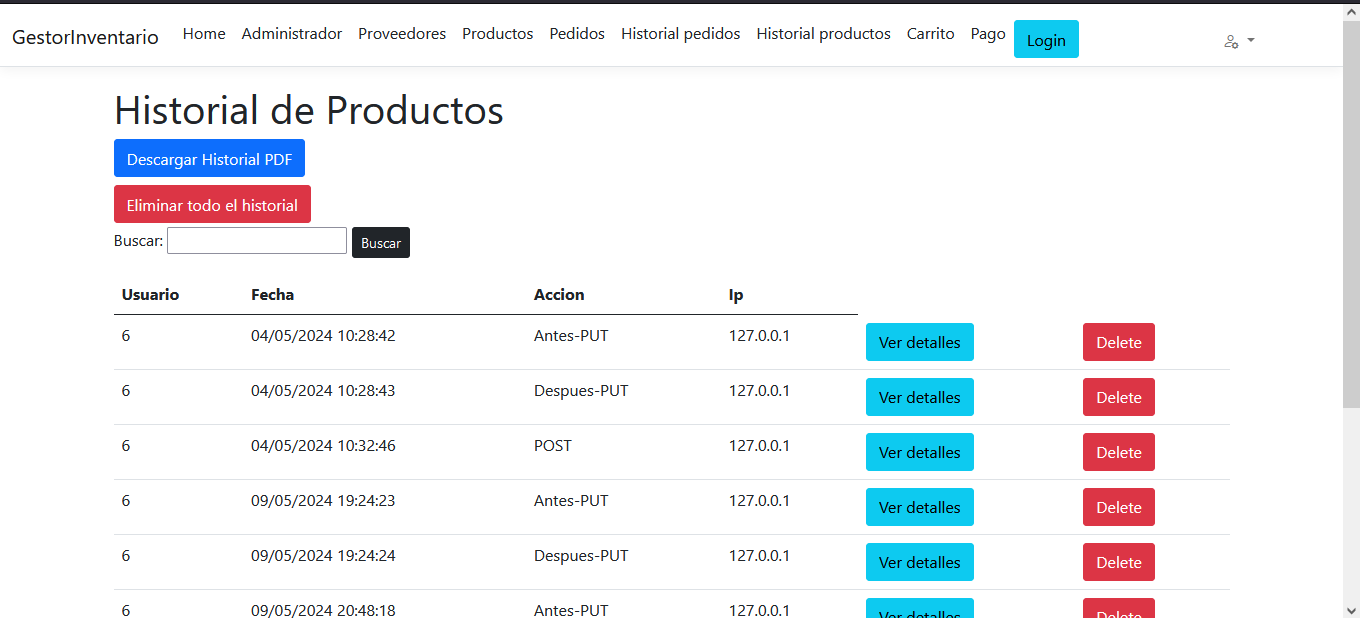 GestorInventario Home Administrador Proveedores Productos Pedidos Historial pedidos Historial productos Carrito Pago Login
Historial de Productos
Descargar Historial PDF
Eliminar todo el historial
Buscar: Buscar
Usuario Fecha Accion Ip
6 04/05/2024 10:28:42 Antes-PUT 127.0.0.1 Ver detalles Delete
6 04/05/2024 10:28:43 Despues-PUT 127.0.0.1 Ver detalles Delete
6 04/05/2024 10:32:46 POST 127.0.0.1 Ver detalles Delete
6 09/05/2024 19:24:23 Antes-PUT 127.0.0.1 Ver detalles Delete
6 09/05/2024 19:24:24 Despues-PUT 127.0.0.1 Ver detalles Delete
6 09/05/2024 20:48:18 Antes-PUT 127.0.0.1 Ver detalles Delete